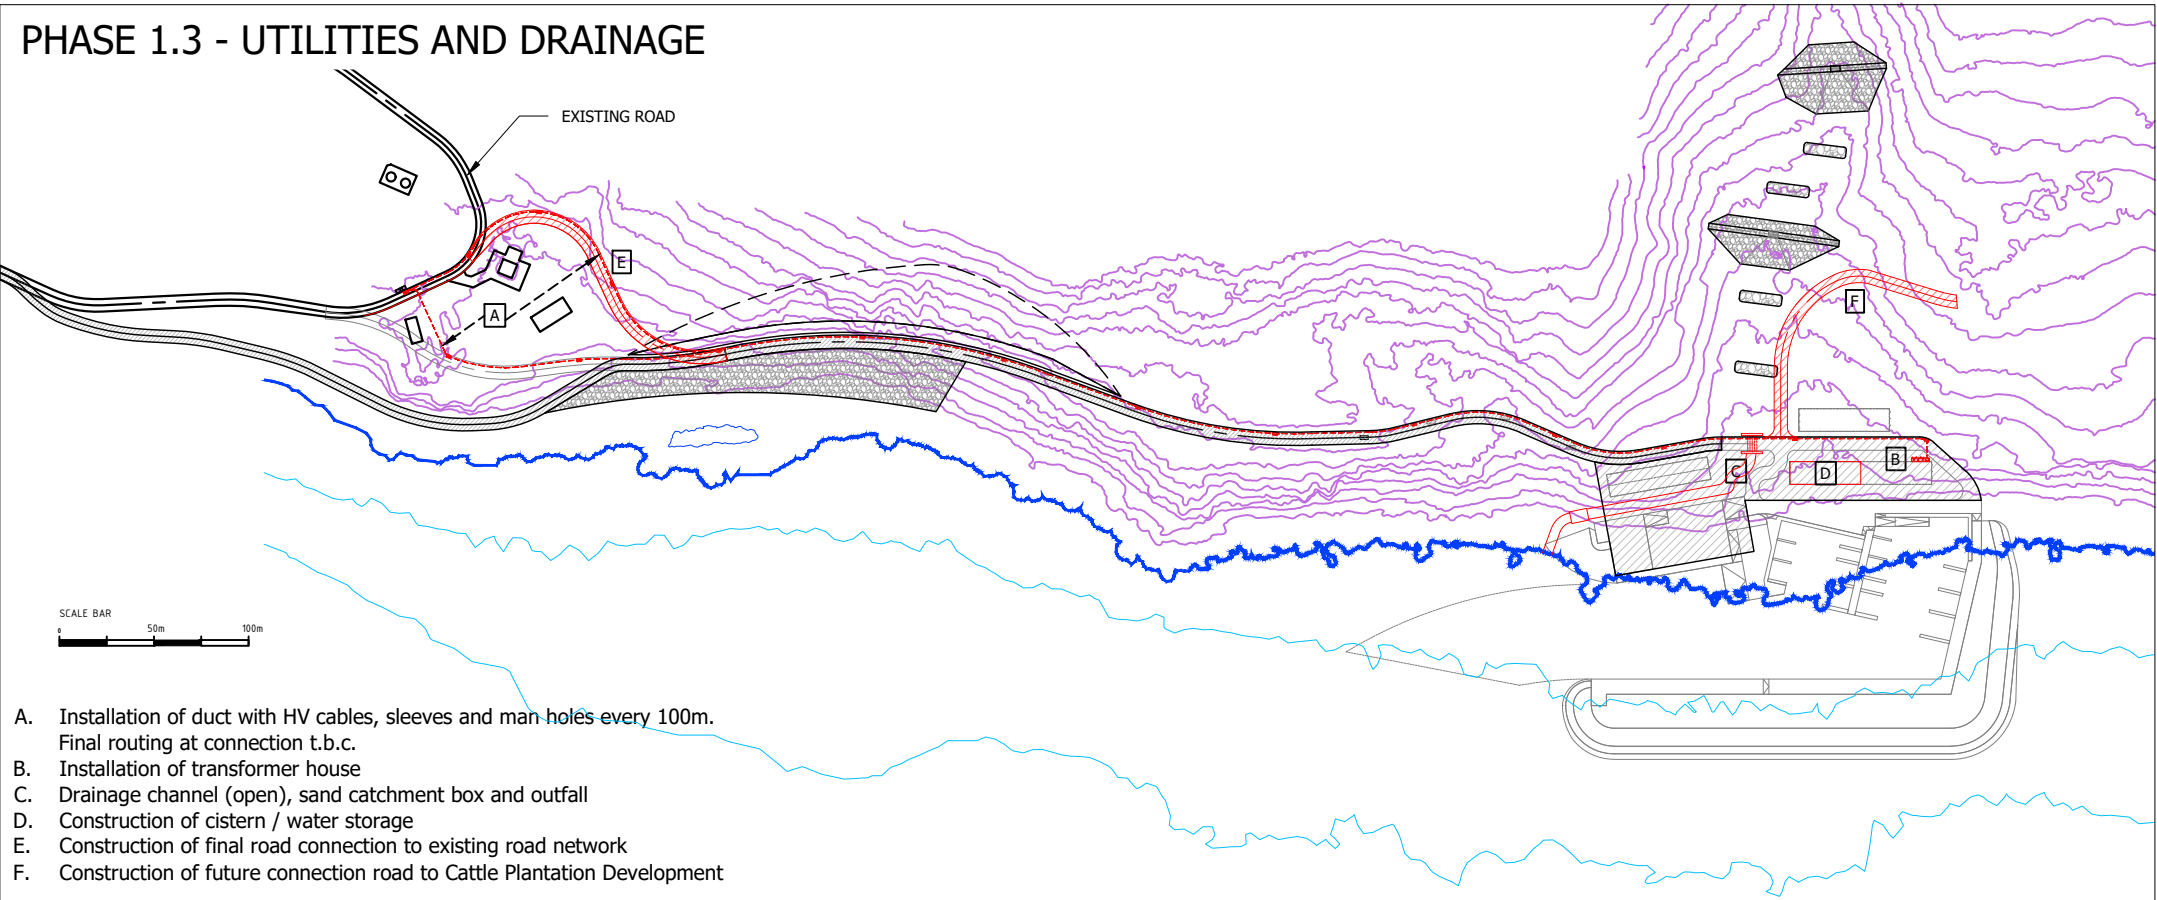 PHASE 1.3 - UTILITIES AND DRAINAGE
EXISTING ROAD
E
A
F
B
C
D
SCALE BAR
0 50m 100m
A. Installation of duct with HV cables, sleeves and man holes every 100m.
Final routing at connection t.b.c.
B. Installation of transformer house
C. Drainage channel (open), sand catchment box and outfall
D. Construction of cistern / water storage
E. Construction of final road connection to existing road network
F. Construction of future connection road to Cattle Plantation Development